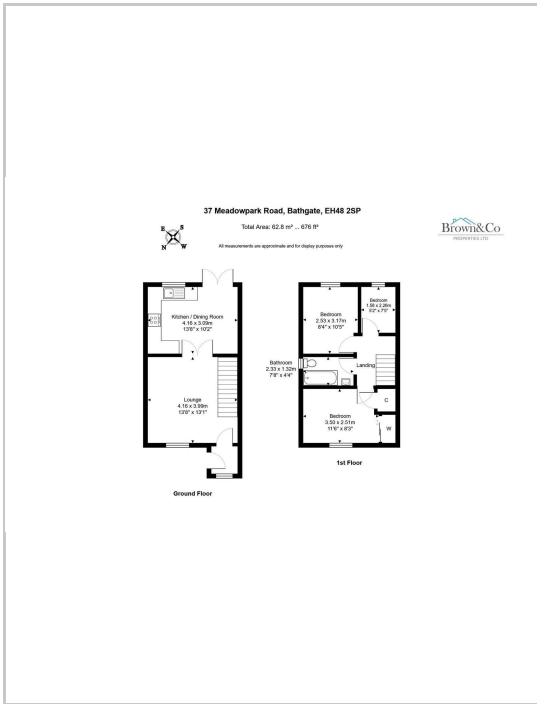 37 Meadowpark Road, Bathgate, EH48 2SP
Total Area: 62.8 m² ... 676 ft²
All measurements are approximate and for display purposes only
E S
N W
Brown&Co
PROPERTIES LTD
Kitchen / Dining Room
4.16 x 3.09m
13'8" x 10'2"
Lounge
4.16 x 3.99m
13'8" x 13'1"
Ground Floor
Bedroom
2.53 x 3.17m
8'4" x 10'5"
Bedroom
1.58 x 2.26m
5'2" x 7'5"
Bathroom
2.33 x 1.32m
7'8" x 4'4"
Landing
Bedroom
3.50 x 2.51m
11'6" x 8'3"
C
W
1st Floor